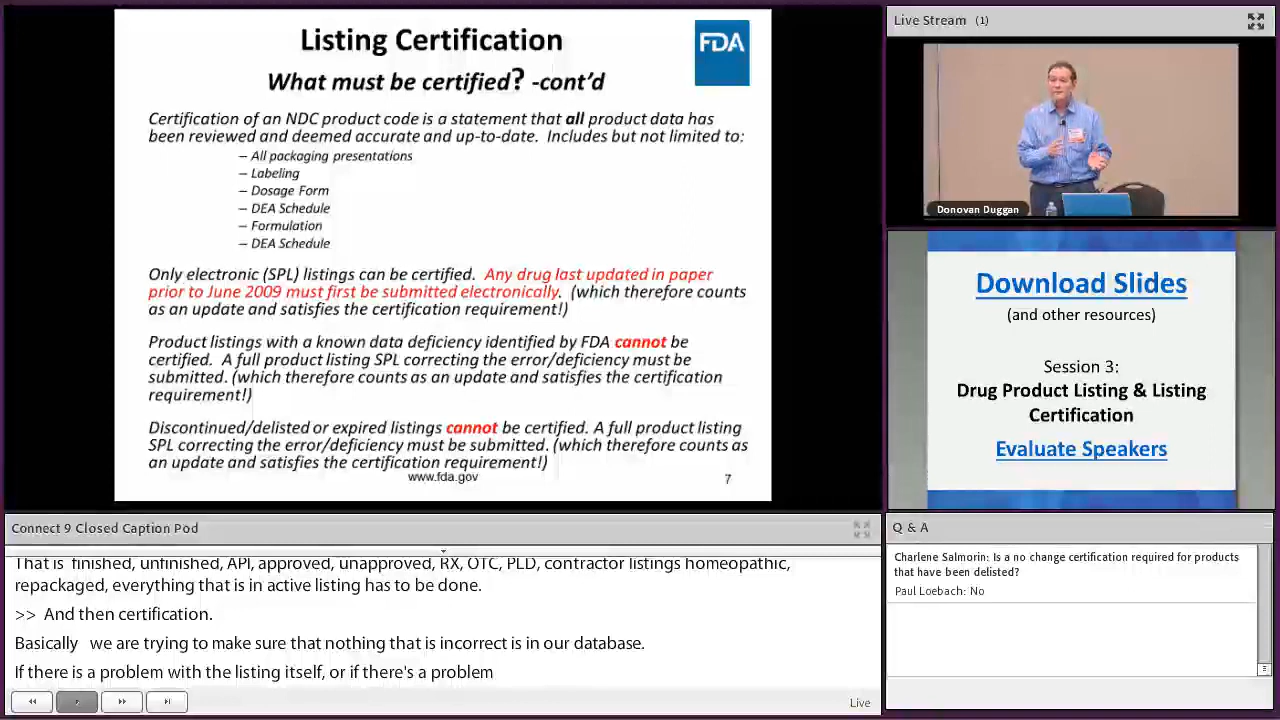 Listing Certification
FDA
What must be certified? -cont'd
Certification of an NDC product code is a statement that all product data has
been reviewed and deemed accurate and up-to-date. Includes but not limited to:
– All packaging presentations
– Labeling
– Dosage Form
– DEA Schedule
– Formulation
– DEA Schedule
Only electronic (SPL) listings can be certified. Any drug last updated in paper
prior to June 2009 must first be submitted electronically. (which therefore counts
as an update and satisfies the certification requirement!)
Product listings with a known data deficiency identified by FDA cannot be
certified. A full product listing SPL correcting the error/deficiency must be
submitted. (which therefore counts as an update and satisfies the certification
requirement!)
Discontinued/delisted or expired listings cannot be certified. A full product listing
SPL correcting the error/deficiency must be submitted. (which therefore counts as
an update and satisfies the certification requirement!)
www.fda.gov
7
Live Stream (1)
Donovan Duggan
Download Slides
(and other resources)
Session 3:
Drug Product Listing & Listing
Certification
Evaluate Speakers
Connect 9 Closed Caption Pod
That is finished, unfinished, API, approved, unapproved, RX, OTC, PLD, contractor listings homeopathic,
repackaged, everything that is in active listing has to be done.
>> And then certification.
Basically we are trying to make sure that nothing that is incorrect is in our database.
If there is a problem with the listing itself, or if there's a problem
Live
Q & A
Charlene Salmorin: Is a no change certification required for products
that have been delisted?
Paul Loebach: No